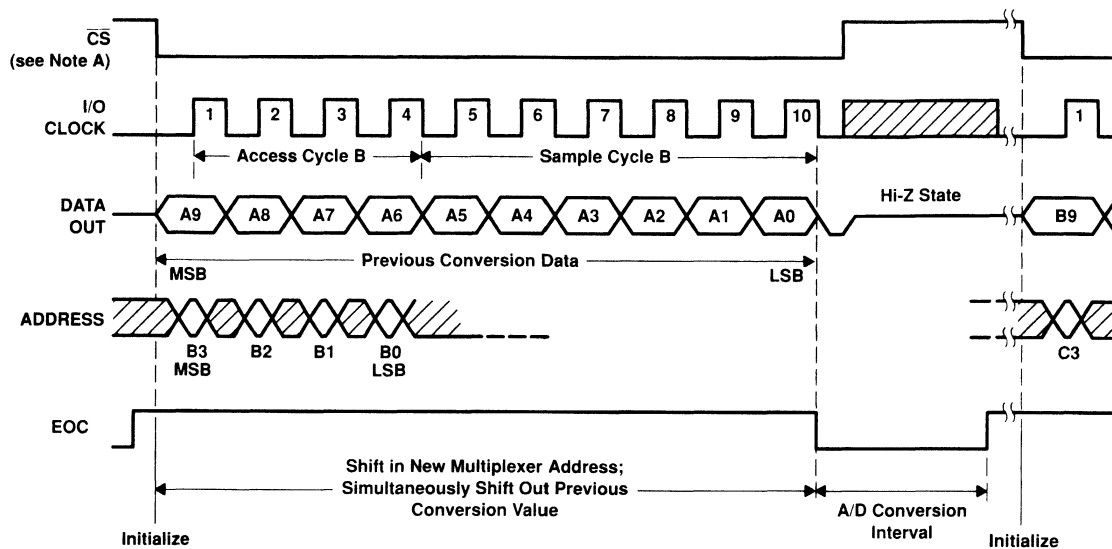 CS
(see Note A)
I/O
CLOCK
1 2 3 4 5 6 7 8 9 10 1
Access Cycle B Sample Cycle B
DATA
OUT
A9 A8 A7 A6 A5 A4 A3 A2 A1 A0 Hi-Z State B9
Previous Conversion Data
MSB LSB
ADDRESS
B3 B2 B1 B0 C3
MSB LSB
EOC
Shift in New Multiplexer Address;
Simultaneously Shift Out Previous
Conversion Value
A/D Conversion
Interval
Initialize Initialize